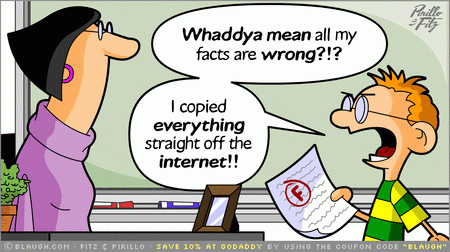 Pirillo
& Fitz
Whaddya mean all my
facts are wrong?!?
I copied
everything
straight off the
internet!!
F
© BLAUGH.COM - FITZ & PIRILLO - SAVE 10% AT GODADDY BY USING THE COUPON CODE "BLAUGH"